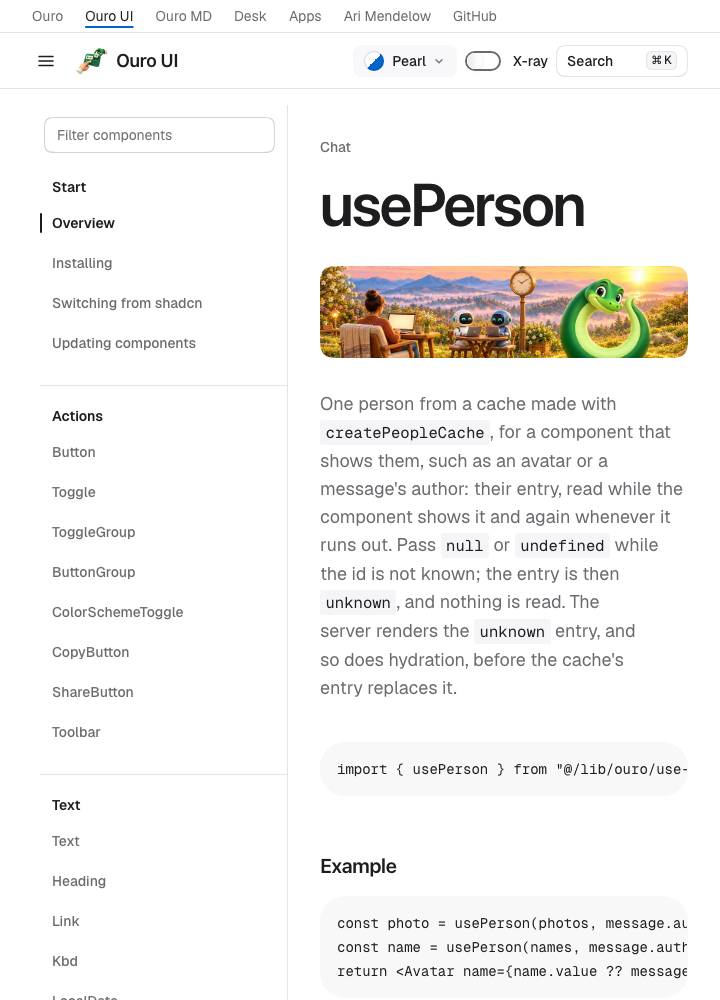 Ouro
Ouro UI
Ouro MD
Desk
Apps
Ari Mendelow
GitHub
Ouro UI
Pearl
X-ray
Search
⌘ K
Filter components
Start
Overview
Installing
Switching from shadcn
Updating components
Actions
Button
Toggle
ToggleGroup
ButtonGroup
ColorSchemeToggle
CopyButton
ShareButton
Toolbar
Text
Text
Heading
Link
Kbd
Chat
usePerson
One person from a cache made with
createPeopleCache, for a component that
shows them, such as an avatar or a
message's author: their entry, read while the
component shows it and again whenever it
runs out. Pass null or undefined while
the id is not known; the entry is then
unknown, and nothing is read. The
server renders the unknown entry, and
so does hydration, before the cache's
entry replaces it.
import { usePerson } from "@/lib/ouro/use-
Example
const photo = usePerson(photos, message.au
const name = usePerson(names, message.auth
return <Avatar name={name.value ?? message